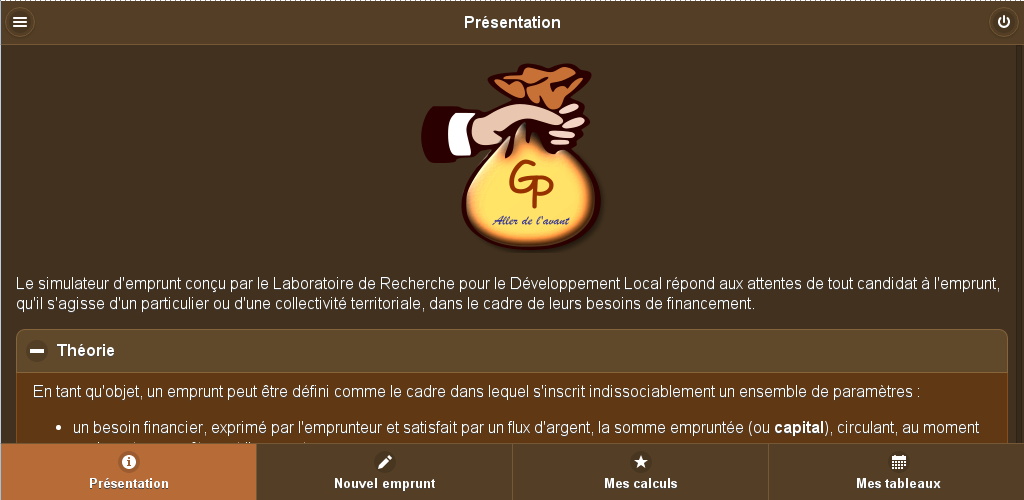 Présentation
GP
Aller de l'avant
Le simulateur d'emprunt conçu par le Laboratoire de Recherche pour le Développement Local répond aux attentes de tout candidat à l'emprunt,
qu'il s'agisse d'un particulier ou d'une collectivité territoriale, dans le cadre de leurs besoins de financement.
Théorie
En tant qu'objet, un emprunt peut être défini comme le cadre dans lequel s'inscrit indissociablement un ensemble de paramètres :
• un besoin financier, exprimé par l'emprunteur et satisfait par un flux d'argent, la somme empruntée (ou capital), circulant, au moment
Présentation
Nouvel emprunt
Mes calculs
Mes tableaux